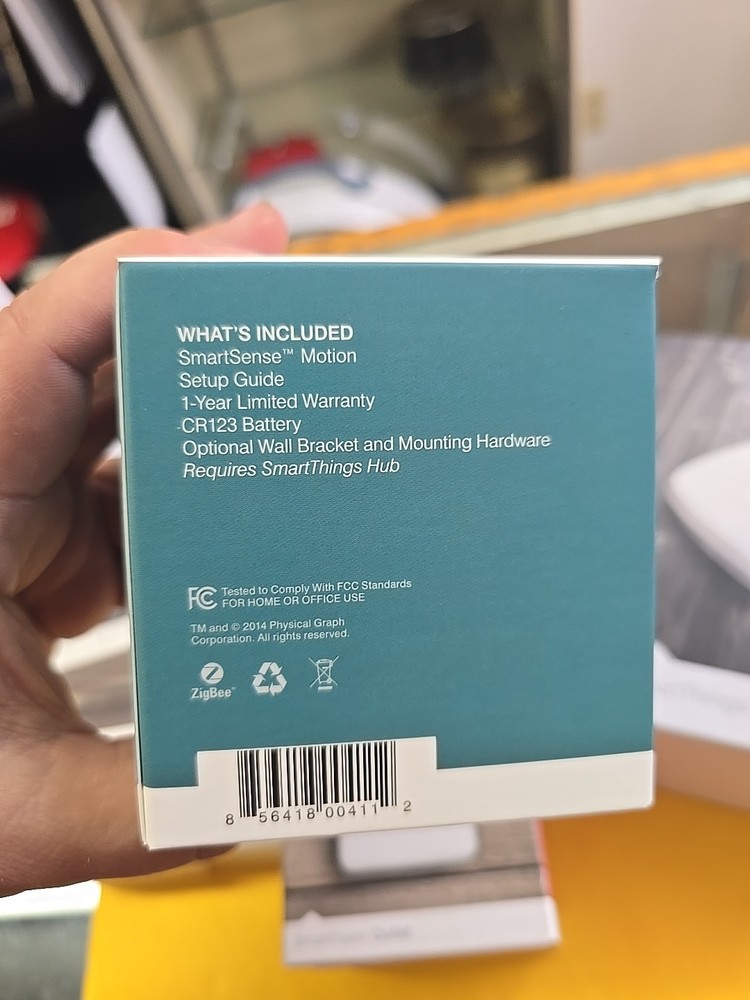 WHAT'S INCLUDED
SmartSense™ Motion
Setup Guide
1-Year Limited Warranty
CR123 Battery
Optional Wall Bracket and Mounting Hardware
Requires SmartThings Hub
FC Tested to Comply With FCC Standards
FOR HOME OR OFFICE USE
TM and © 2014 Physical Graph
Corporation. All rights reserved.
ZigBee™
8 56418 00411 2